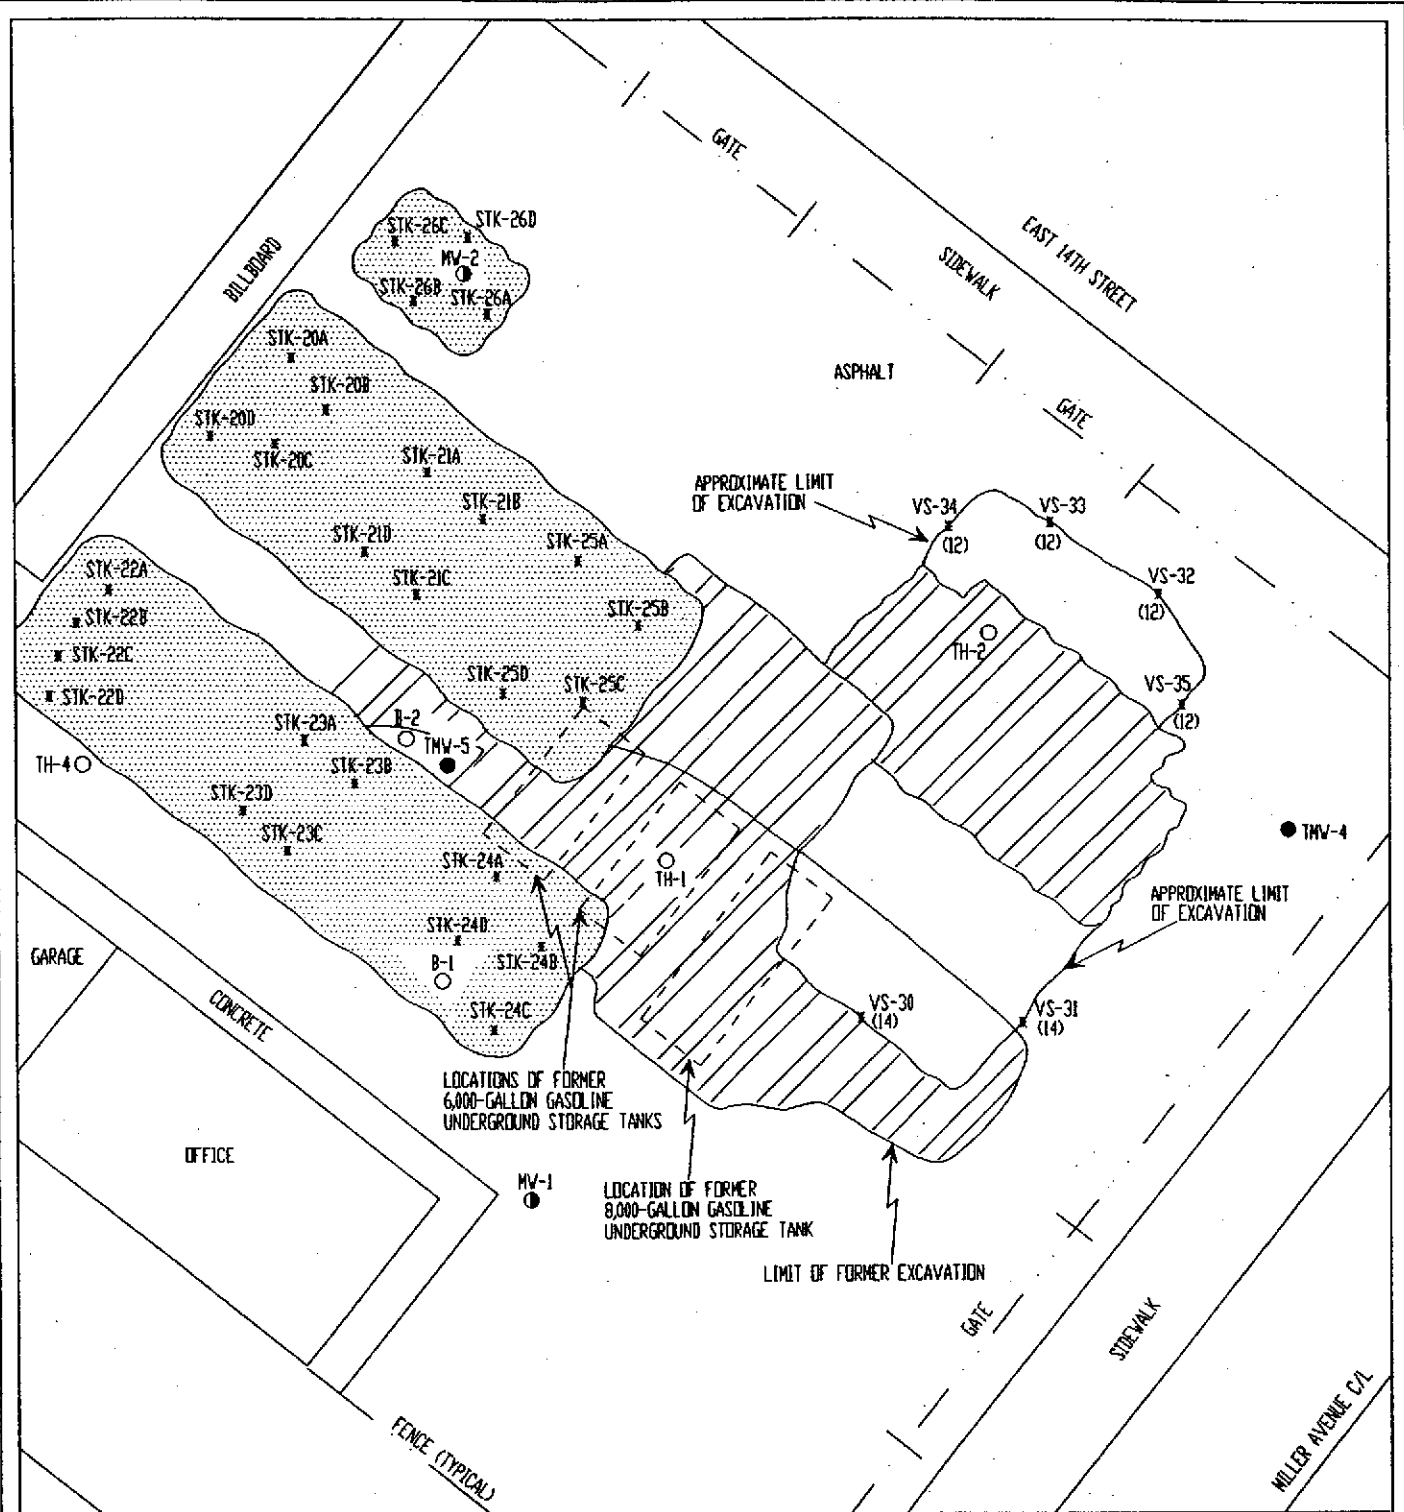 GATE
EAST 14TH STREET
SIDEWALK
BILLBOARD
STK-26C
STK-26D
MW-2
STK-26B
STK-26A
STK-20A
STK-20B
STK-20D
STK-20C
ASPHALT
GATE
STK-21A
STK-21B
STK-21D
STK-21C
STK-25A
STK-25B
STK-25D
STK-25C
APPROXIMATE LIMIT
OF EXCAVATION
VS-34
(12)
VS-33
(12)
VS-32
(12)
TH-2
VS-35
(12)
STK-22A
STK-22B
STK-22C
STK-22D
TH-4
STK-23A
B-2
TMW-5
STK-23B
STK-23D
STK-23C
STK-24A
TH-1
TMW-4
APPROXIMATE LIMIT
OF EXCAVATION
STK-24D
STK-24B
B-1
STK-24C
VS-30
(14)
VS-31
(14)
GARAGE
CONCRETE
OFFICE
LOCATIONS OF FORMER
6,000-GALLON GASOLINE
UNDERGROUND STORAGE TANKS
MW-1
LOCATION OF FORMER
8,000-GALLON GASOLINE
UNDERGROUND STORAGE TANK
LIMIT OF FORMER EXCAVATION
GATE
SIDEWALK
MILLER AVENUE C/L
FENCE (TYPICAL)